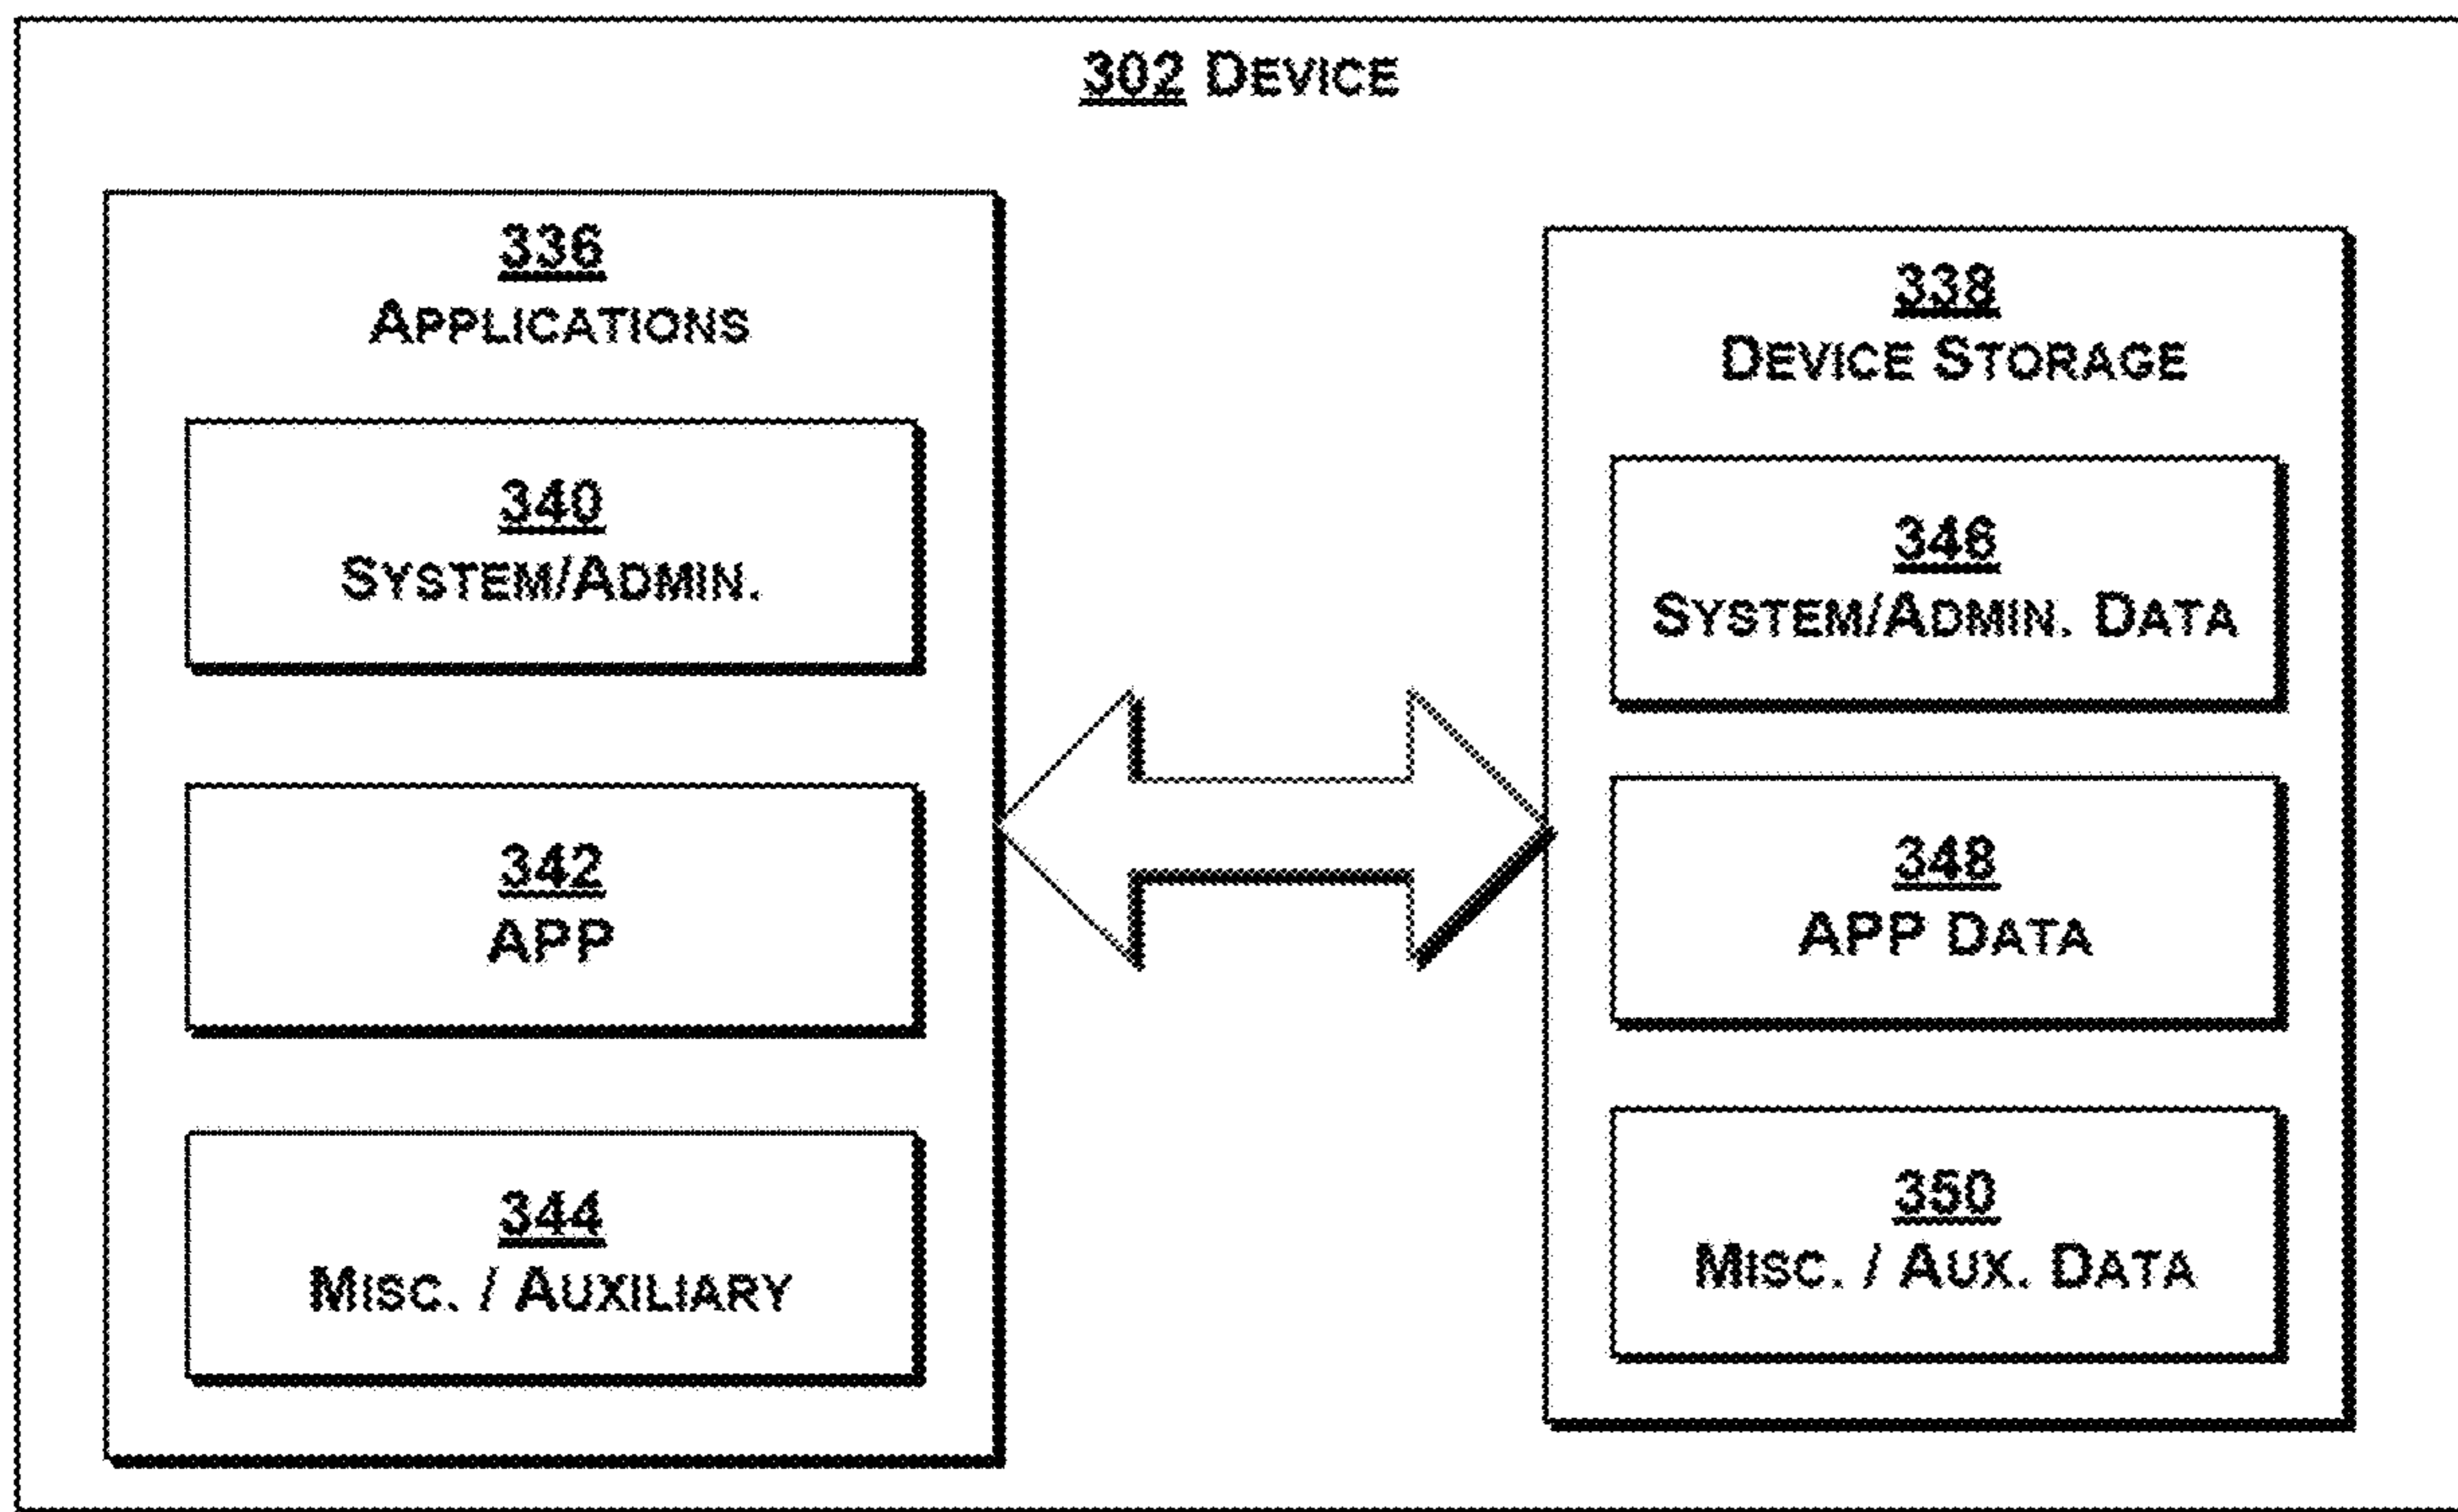 302 DEVICE
336
APPLICATIONS
340
SYSTEM/ADMIN.
342
APP
344
MISC. / AUXILIARY
338
DEVICE STORAGE
346
SYSTEM/ADMIN. DATA
348
APP DATA
350
MISC. / AUX. DATA